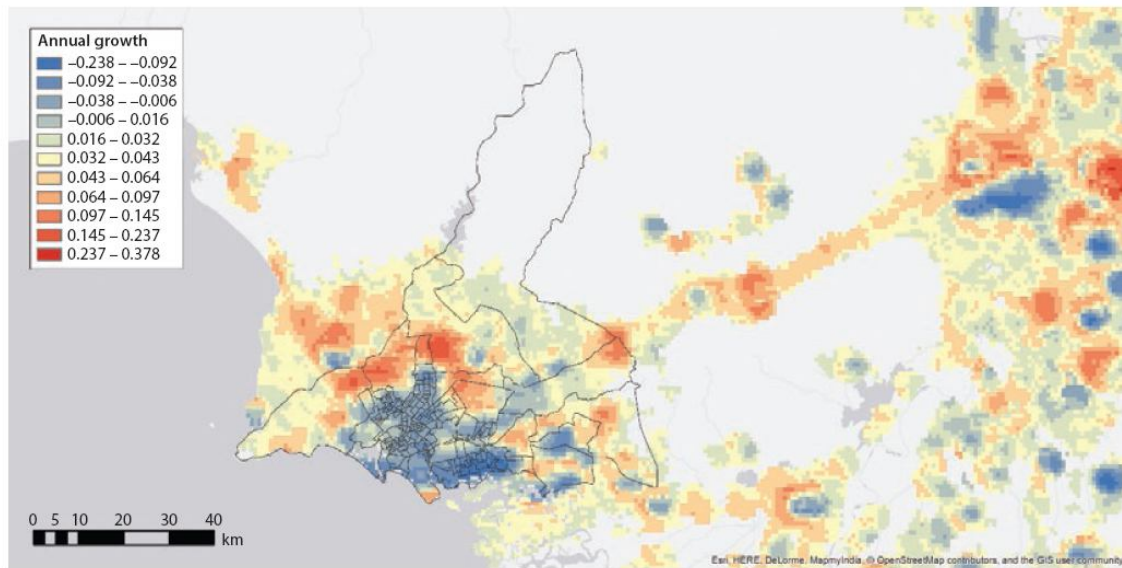 Annual growth
–0.238 – –0.092
–0.092 – –0.038
–0.038 – –0.006
–0.006 – 0.016
0.016 – 0.032
0.032 – 0.043
0.043 – 0.064
0.064 – 0.097
0.097 – 0.145
0.145 – 0.237
0.237 – 0.378
0 5 10 20 30 40
km
Esri, HERE, DeLorme, MapmyIndia, © OpenStreetMap contributors, and the GIS user community